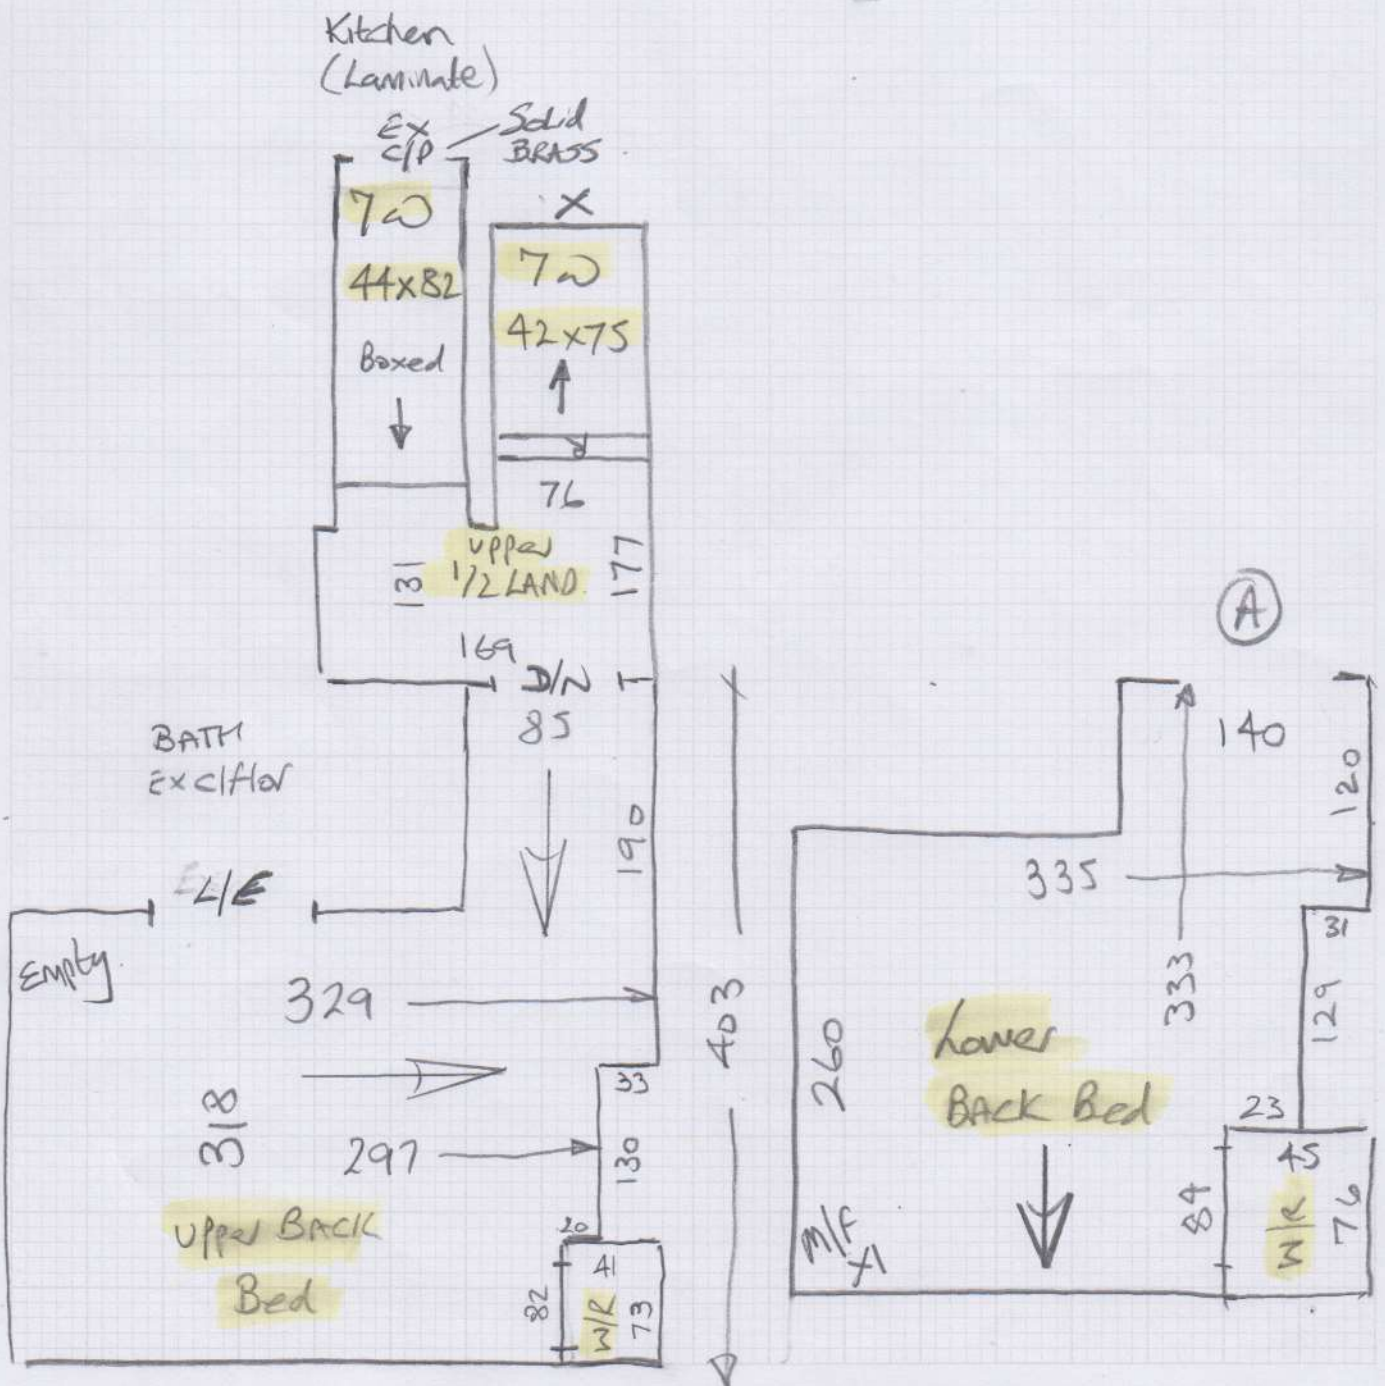 Kitchen
(Laminate)
Ex
C/P
Solid
BRASS
7w
44x82
Boxed
X
7w
42x75
76
upper
1/2 LAND
131
177
169
D/N
85
190
BATH
Ex c/flor
L/E
Empty
329
403
318
33
297
130
Upper BACK
Bed
20
41
82
W/R
73
A
140
120
335
31
333
129
260
Lower
BACK Bed
23
45
84
W/R
76
M/F
X1